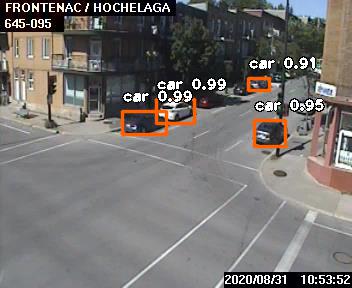 FRONTENAC / HOCHELAGA
645-095
car 0.91
car 0.99
car 0.99
car 0.95
2020/08/31 10:53:52